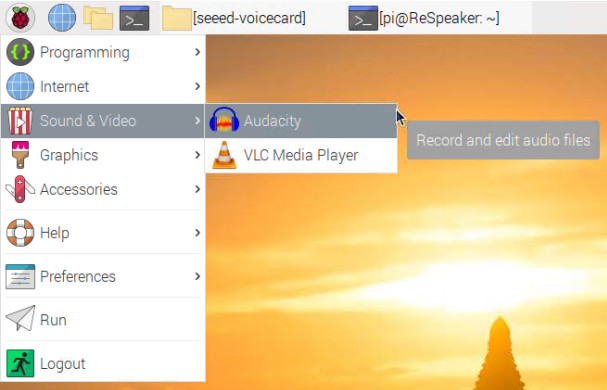 [seeed-voicecard] [pi@ReSpeaker: ~]
Programming
Internet
Sound & Video
Audacity
Record and edit audio files
Graphics
VLC Media Player
Accessories
Help
Preferences
Run
Logout